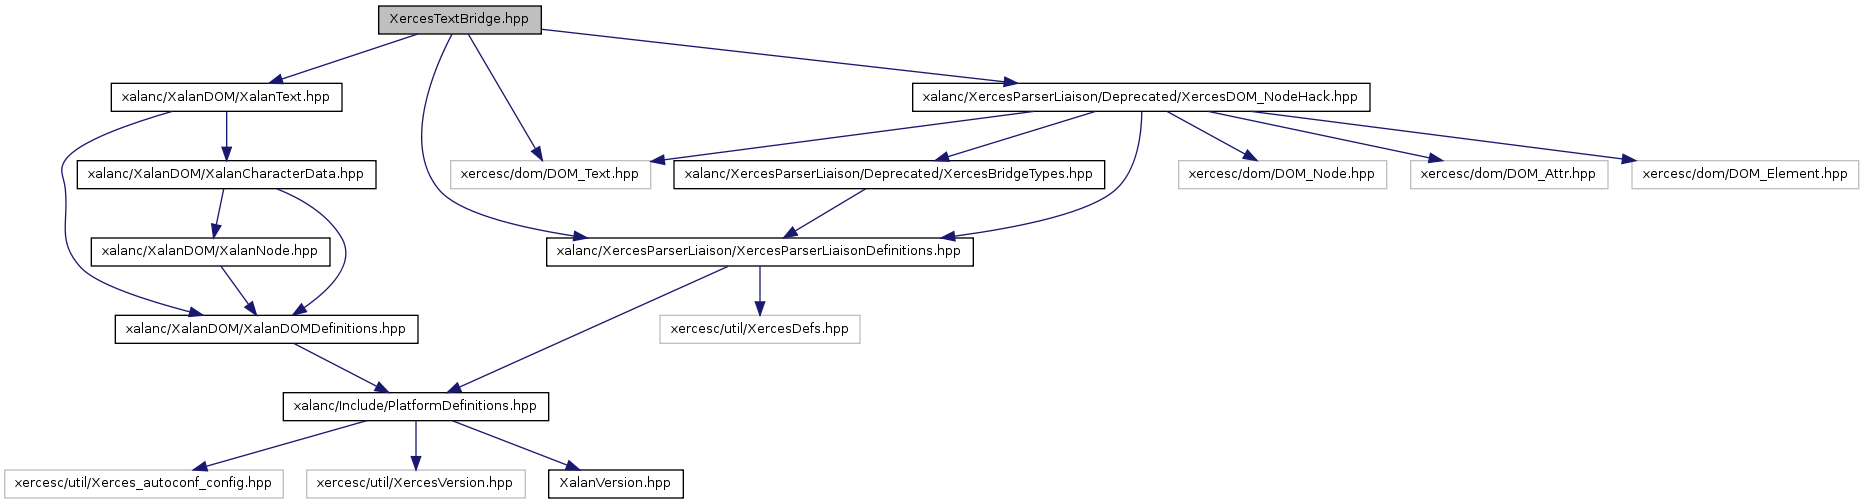 XercesTextBridge.hpp
xalanc/XalanDOM/XalanText.hpp
xalanc/XercesParserLiaison/Deprecated/XercesDOM_NodeHack.hpp
xalanc/XalanDOM/XalanCharacterData.hpp
xercesc/dom/DOM_Text.hpp
xalanc/XercesParserLiaison/Deprecated/XercesBridgeTypes.hpp
xercesc/dom/DOM_Node.hpp
xercesc/dom/DOM_Attr.hpp
xercesc/dom/DOM_Element.hpp
xalanc/XalanDOM/XalanNode.hpp
xalanc/XercesParserLiaison/XercesParserLiaisonDefinitions.hpp
xalanc/XalanDOM/XalanDOMDefinitions.hpp
xercesc/util/XercesDefs.hpp
xalanc/Include/PlatformDefinitions.hpp
xercesc/util/Xerces_autoconf_config.hpp
xercesc/util/XercesVersion.hpp
XalanVersion.hpp